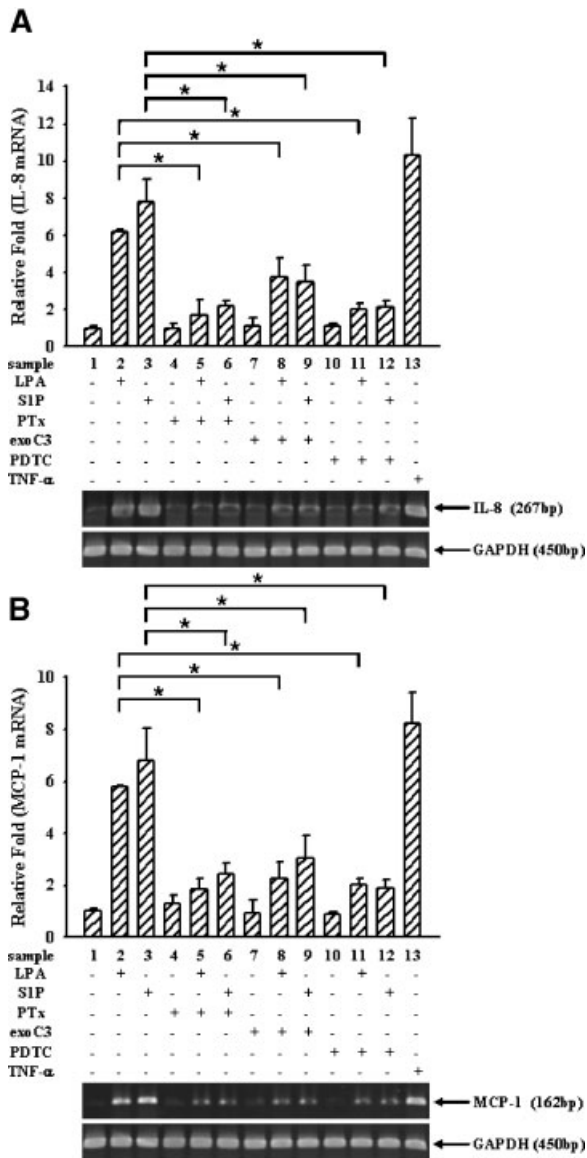 A
*
*
*
*
*
*
Relative Fold (IL-8 mRNA)
14
12
10
8
6
4
2
0
sample 1 2 3 4 5 6 7 8 9 10 11 12 13
LPA - + - - + - - + - - + - -
S1P - - + - - + - - + - - + -
PTx - - - + + + - - - - - - -
exoC3 - - - - - - + + + - - - -
PDTC - - - - - - - - - + + + -
TNF-α - - - - - - - - - - - - +
IL-8 (267bp)
GAPDH (450bp)
B
*
*
*
*
*
*
Relative Fold (MCP-1 mRNA)
10
8
6
4
2
0
sample 1 2 3 4 5 6 7 8 9 10 11 12 13
LPA - + - - + - - + - - + - -
S1P - - + - - + - - + - - + -
PTx - - - + + + - - - - - - -
exoC3 - - - - - - + + + - - - -
PDTC - - - - - - - - - + + + -
TNF-α - - - - - - - - - - - - +
MCP-1 (162bp)
GAPDH (450bp)